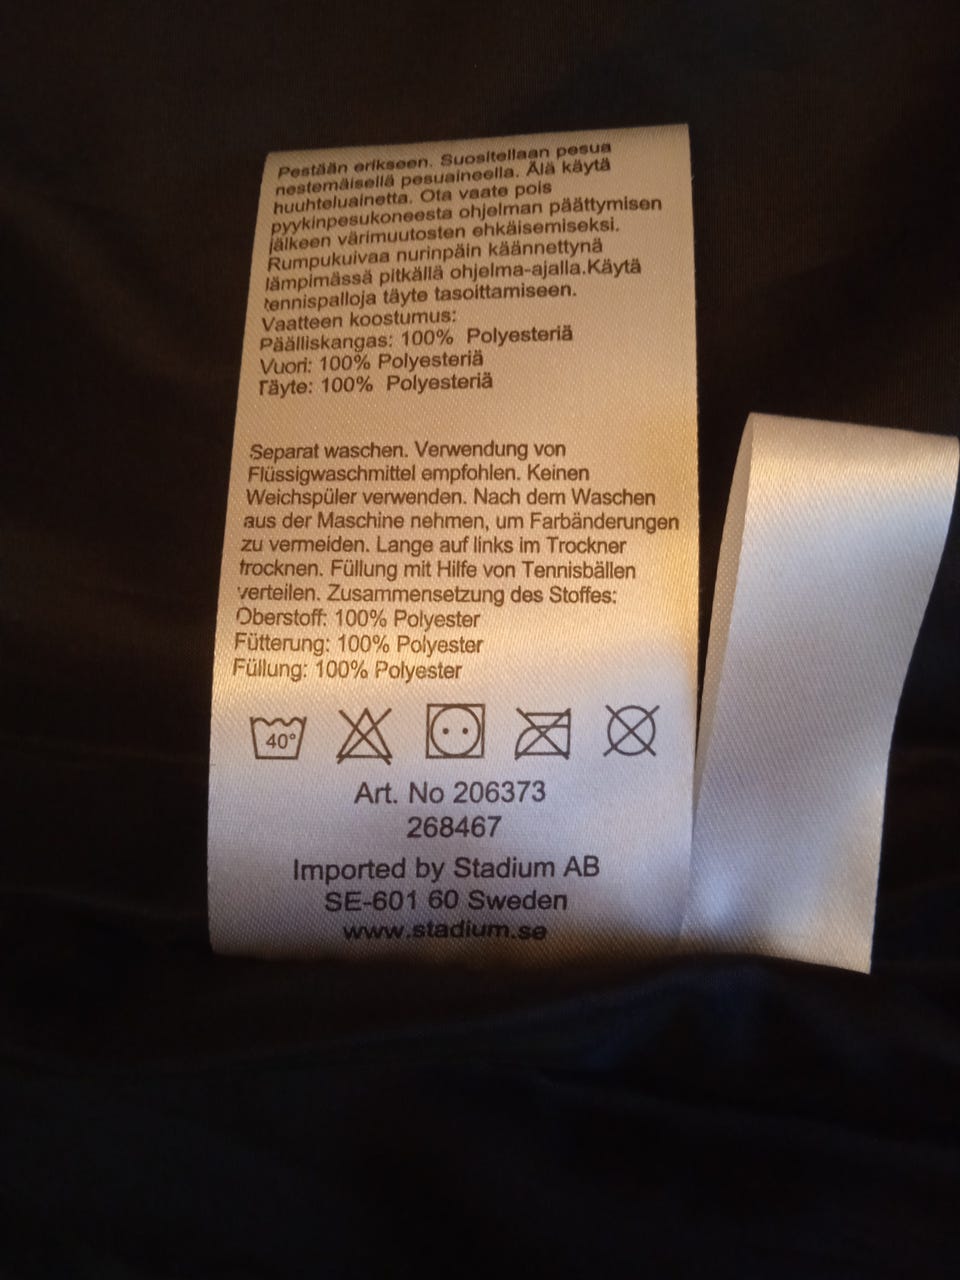 Pestään erikseen. Suositellaan pesua
nestemäisellä pesuaineella. Älä käytä
huuhteluainetta. Ota vaate pois
pyykinpesukoneesta ohjelman päättymisen
jälkeen värimuutosten ehkäisemiseksi.
Rumpukuivaa nurinpäin käännettynä
lämpimässä pitkällä ohjelma-ajalla.Käytä
tennispalloja täyte tasoittamiseen.
Vaatteen koostumus:
Päälliskangas: 100% Polyesteriä
Vuori: 100% Polyesteriä
Täyte: 100% Polyesteriä
Separat waschen. Verwendung von
Flüssigwaschmittel empfohlen. Keinen
Weichspüler verwenden. Nach dem Waschen
aus der Maschine nehmen, um Farbänderungen
zu vermeiden. Lange auf links im Trockner
trocknen. Füllung mit Hilfe von Tennisbällen
verteilen. Zusammensetzung des Stoffes:
Oberstoff: 100% Polyester
Fütterung: 100% Polyester
Füllung: 100% Polyester
40°
Art. No 206373
268467
Imported by Stadium AB
SE-601 60 Sweden
www.stadium.se